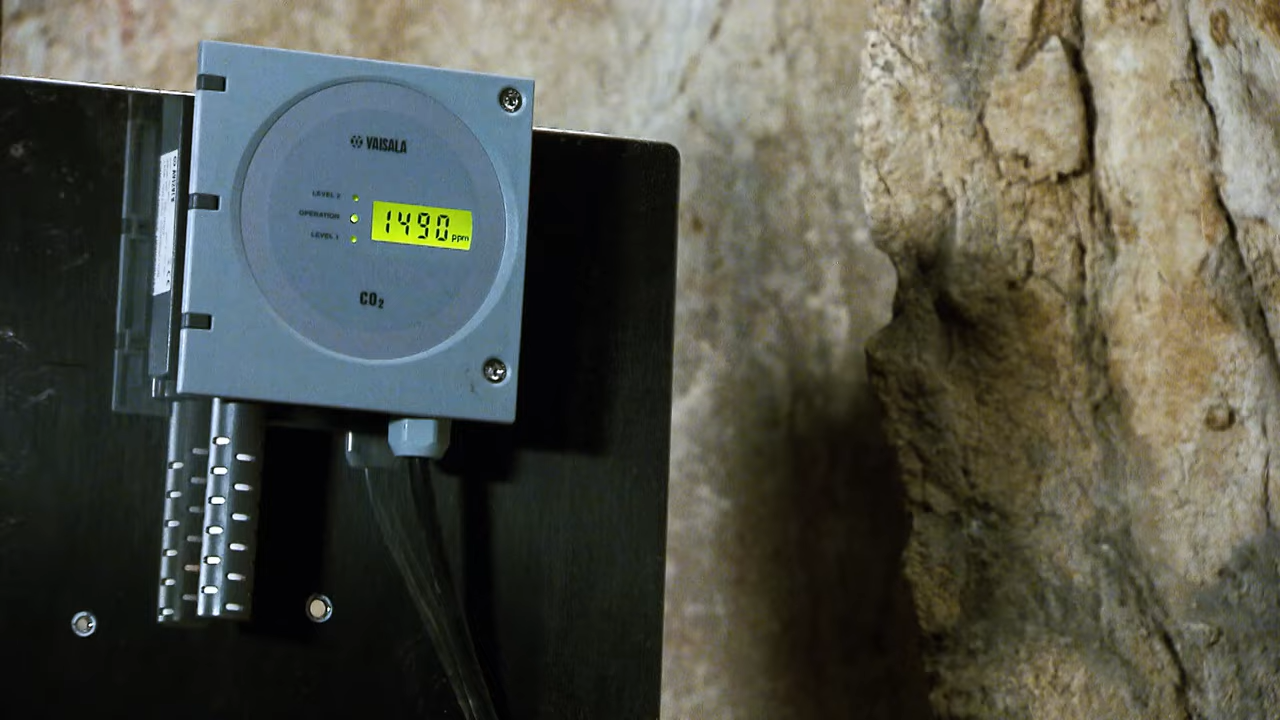 VAISALA
LEVEL 2
OPERATION
LEVEL 1
1490 ppm
CO₂